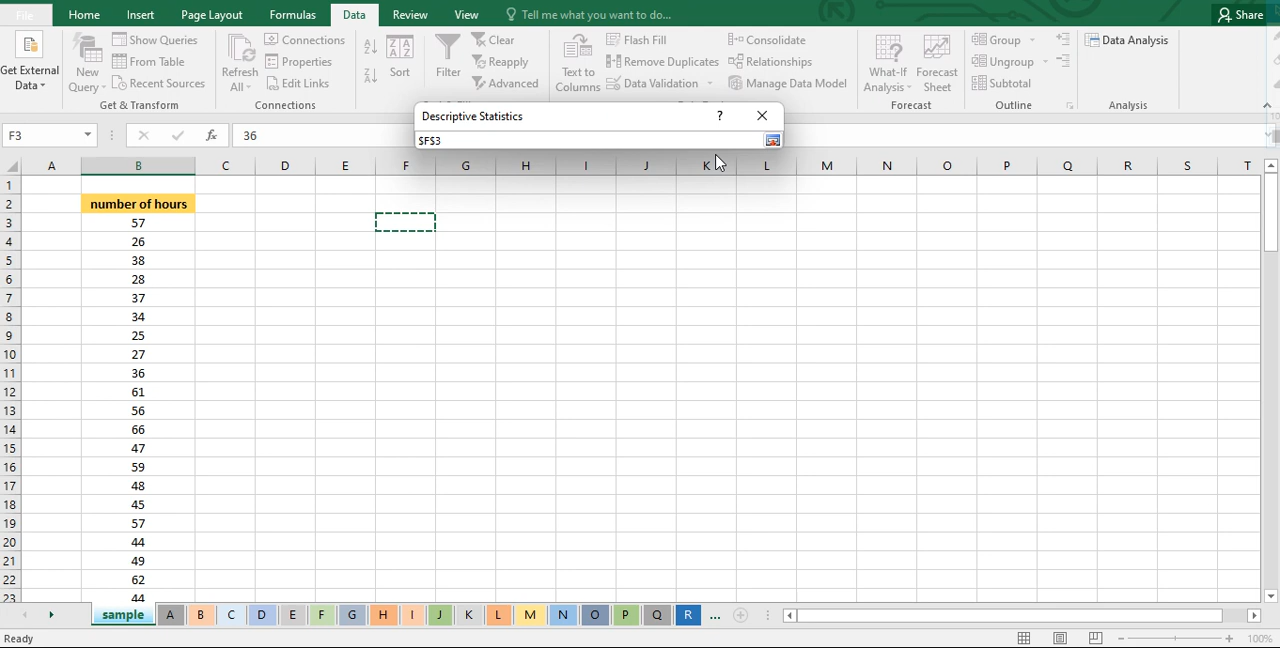 File Home Insert Page Layout Formulas Data Review View Tell me what you want to do... Share
Get External Data
New Query
Show Queries
From Table
Recent Sources
Get & Transform
Refresh All
Connections
Properties
Edit Links
Connections
Sort
Filter
Clear
Reapply
Advanced
Text to Columns
Flash Fill
Remove Duplicates
Data Validation
Consolidate
Relationships
Manage Data Model
What-If Analysis
Forecast Sheet
Forecast
Group
Ungroup
Subtotal
Outline
Data Analysis
Analysis
Descriptive Statistics ?
$F$3
F3 fx 36
A B C D E F G H I J K L M N O P Q R S T
1
2 number of hours
3 57
4 26
5 38
6 28
7 37
8 34
9 25
10 27
11 36
12 61
13 56
14 66
15 47
16 59
17 48
18 45
19 57
20 44
21 49
22 62
23 44
sample A B C D E F G H I J K L M N O P Q R ...
Ready 100%